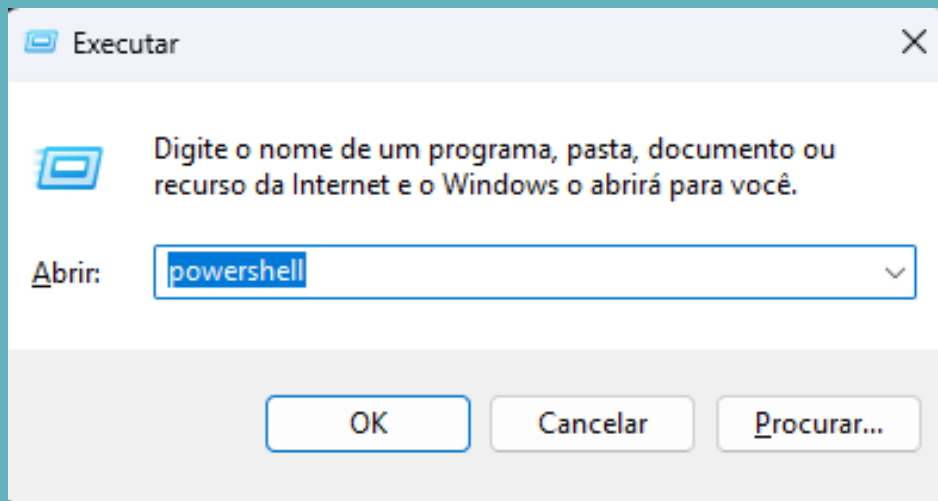 Executar
Digite o nome de um programa, pasta, documento ou
recurso da Internet e o Windows o abrirá para você.
Abrir: powershell
OK Cancelar Procurar...